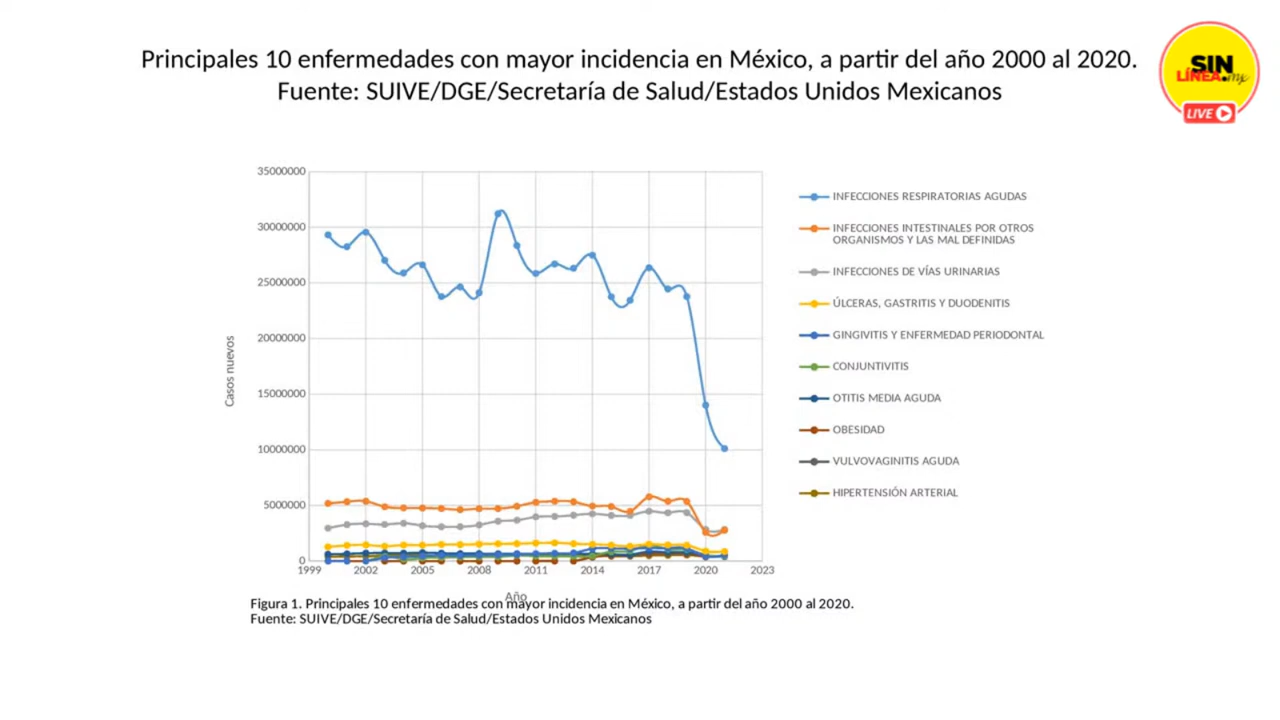 Principales 10 enfermedades con mayor incidencia en México, a partir del año 2000 al 2020.
Fuente: SUIVE/DGE/Secretaría de Salud/Estados Unidos Mexicanos
SIN
LÍNEA.mx
LIVE
35000000
30000000
25000000
20000000
15000000
10000000
5000000
0
Casos nuevos
1999 2002 2005 2008 2011 2014 2017 2020 2023
Año
INFECCIONES RESPIRATORIAS AGUDAS
INFECCIONES INTESTINALES POR OTROS
ORGANISMOS Y LAS MAL DEFINIDAS
INFECCIONES DE VÍAS URINARIAS
ÚLCERAS, GASTRITIS Y DUODENITIS
GINGIVITIS Y ENFERMEDAD PERIODONTAL
CONJUNTIVITIS
OTITIS MEDIA AGUDA
OBESIDAD
VULVOVAGINITIS AGUDA
HIPERTENSIÓN ARTERIAL
Figura 1. Principales 10 enfermedades con mayor incidencia en México, a partir del año 2000 al 2020.
Fuente: SUIVE/DGE/Secretaría de Salud/Estados Unidos Mexicanos